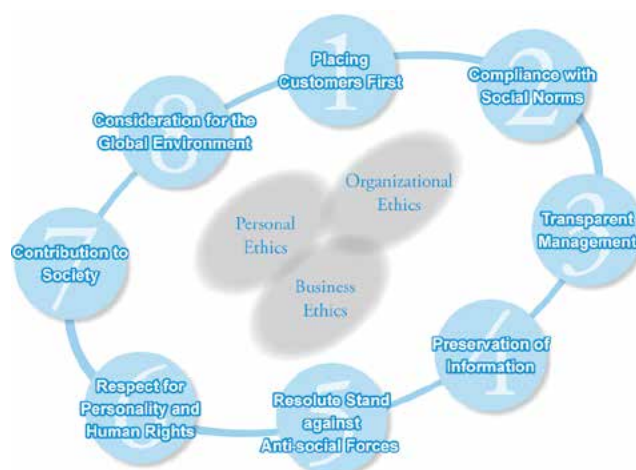 1
Placing
Customers First
2
Compliance with
Social Norms
3
Transparent
Management
4
Preservation of
Information
5
Resolute Stand
against
Anti-social Forces
6
Respect for
Personality and
Human Rights
7
Contribution to
Society
8
Consideration for the
Global Environment
Organizational
Ethics
Personal
Ethics
Business
Ethics